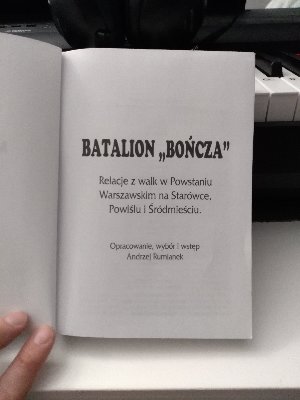 BATALION „BOŃCZA"
Relacje z walk w Powstaniu
Warszawskim na Starówce,
Powiślu i Śródmieściu.
Opracowanie, wybór i wstęp
Andrzej Rumianek